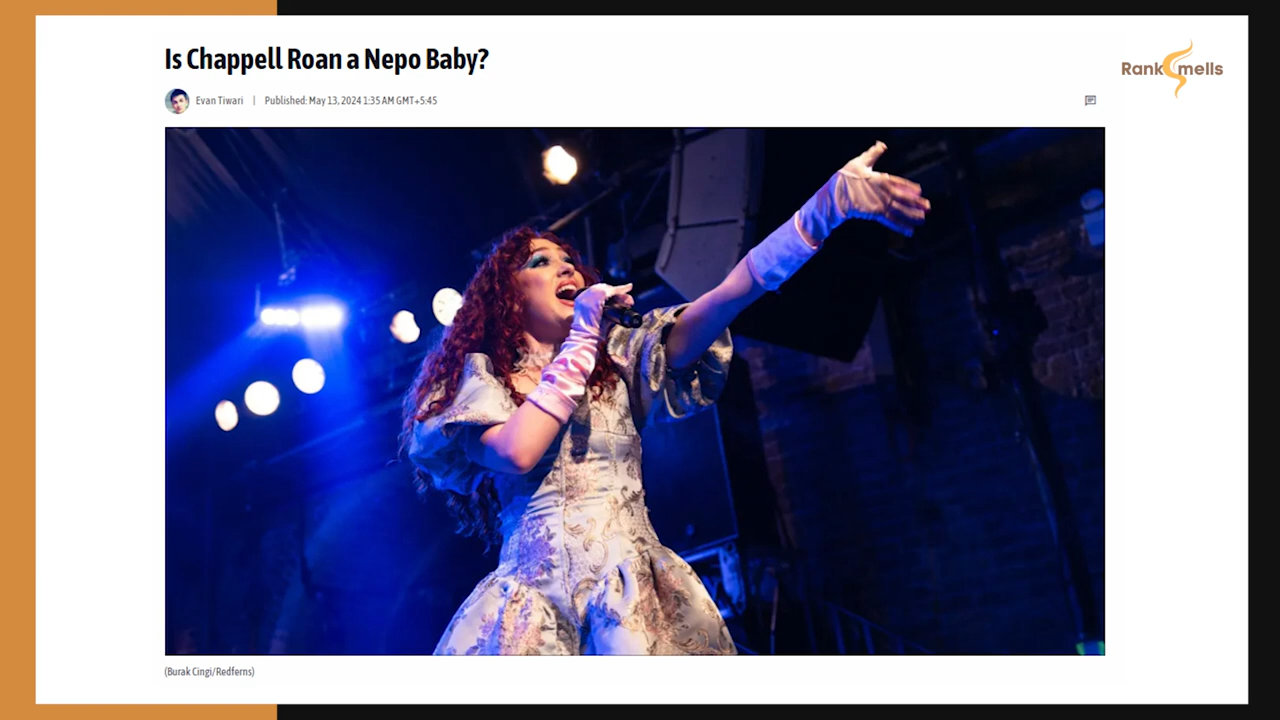 Is Chappell Roan a Nepo Baby?
RankSmells
Evan Tiwari | Published: May 13, 2024 1:35 AM GMT+5:45
(Burak Cingi/Redferns)